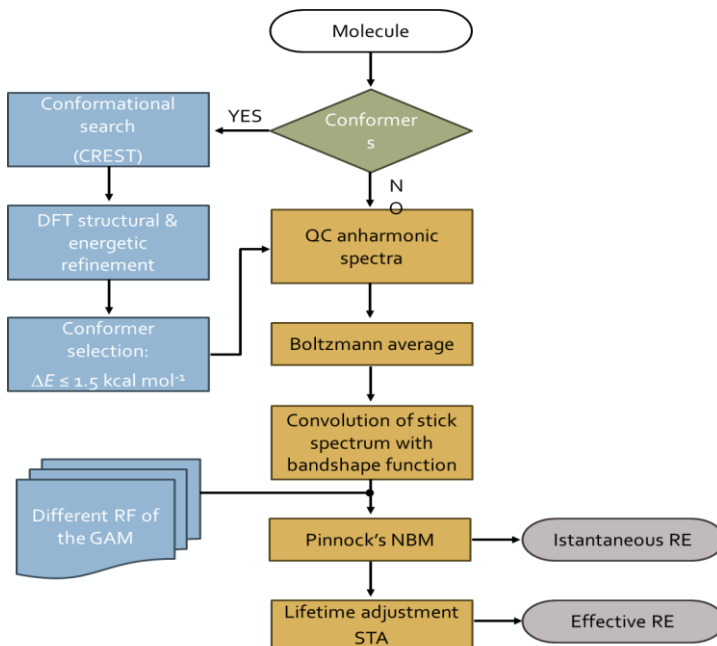 Molecule
Conformational
search
(CREST)
YES
Conformer
s
N
O
DFT structural &
energetic
refinement
QC anharmonic
spectra
Conformer
selection:
ΔE ≤ 1.5 kcal mol⁻¹
Boltzmann average
Convolution of stick
spectrum with
bandshape function
Different RF of
the GAM
Pinnock's NBM
Istantaneous RE
Lifetime adjustment
STA
Effective RE